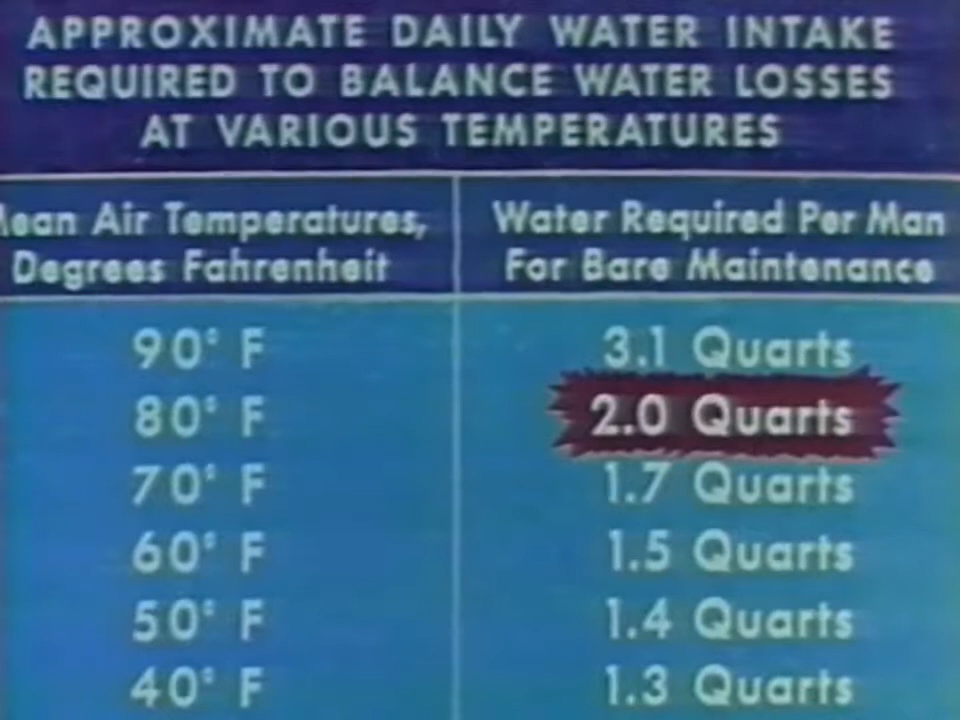 APPROXIMATE DAILY WATER INTAKE
REQUIRED TO BALANCE WATER LOSSES
AT VARIOUS TEMPERATURES
Mean Air Temperatures, Water Required Per Man
Degrees Fahrenheit For Bare Maintenance
90° F 3.1 Quarts
80° F 2.0 Quarts
70° F 1.7 Quarts
60° F 1.5 Quarts
50° F 1.4 Quarts
40° F 1.3 Quarts